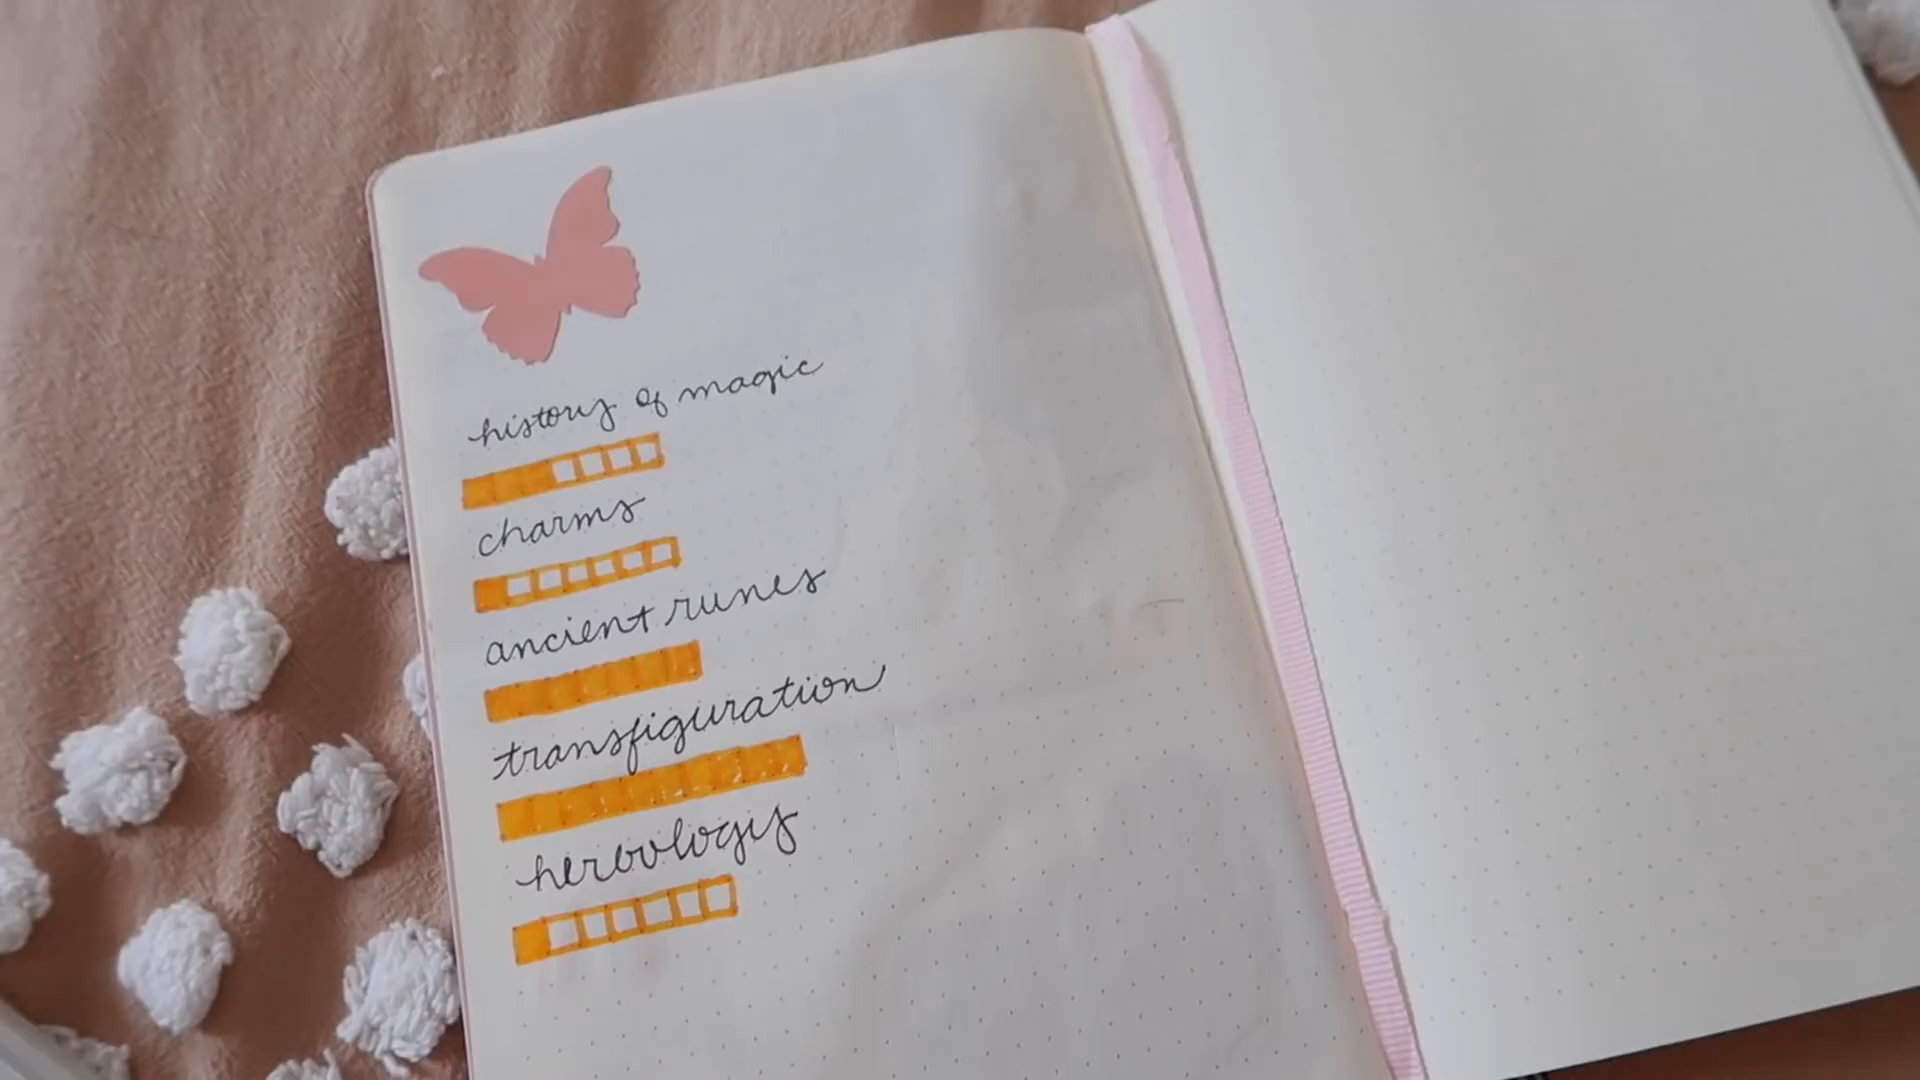 history of magic
charms
ancient runes
transfiguration
herbology